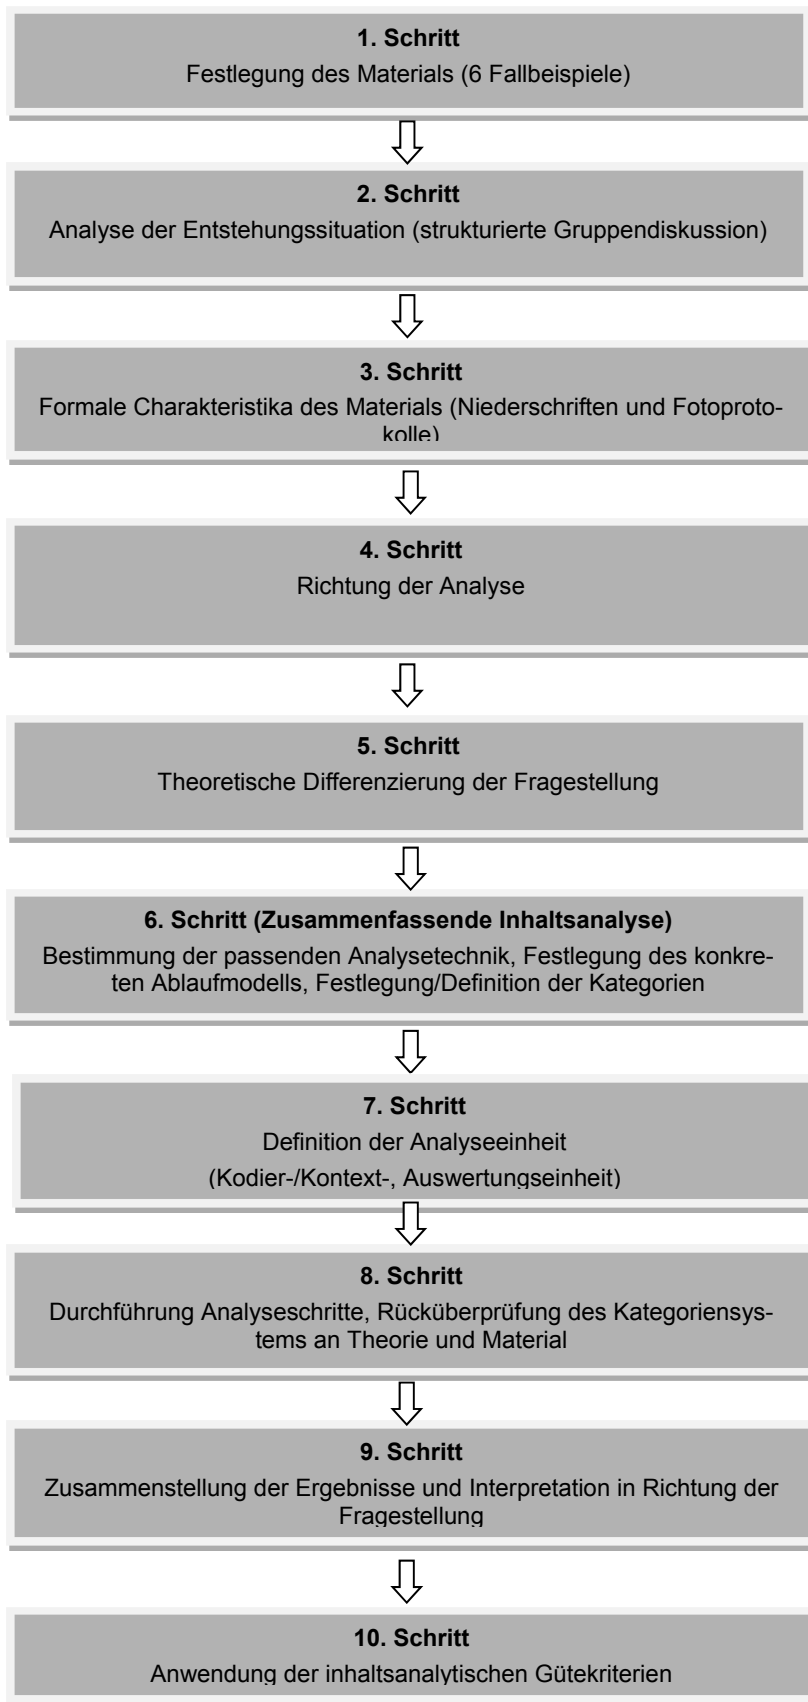 1. Schritt
Festlegung des Materials (6 Fallbeispiele)
2. Schritt
Analyse der Entstehungssituation (strukturierte Gruppendiskussion)
3. Schritt
Formale Charakteristika des Materials (Niederschriften und Fotoproto-
kolle)
4. Schritt
Richtung der Analyse
5. Schritt
Theoretische Differenzierung der Fragestellung
6. Schritt (Zusammenfassende Inhaltsanalyse)
Bestimmung der passenden Analysetechnik, Festlegung des konkre-
ten Ablaufmodells, Festlegung/Definition der Kategorien
7. Schritt
Definition der Analyseeinheit
(Kodier-/Kontext-, Auswertungseinheit)
8. Schritt
Durchführung Analyseschritte, Rücküberprüfung des Kategoriensys-
tems an Theorie und Material
9. Schritt
Zusammenstellung der Ergebnisse und Interpretation in Richtung der
Fragestellung
10. Schritt
Anwendung der inhaltsanalytischen Gütekriterien